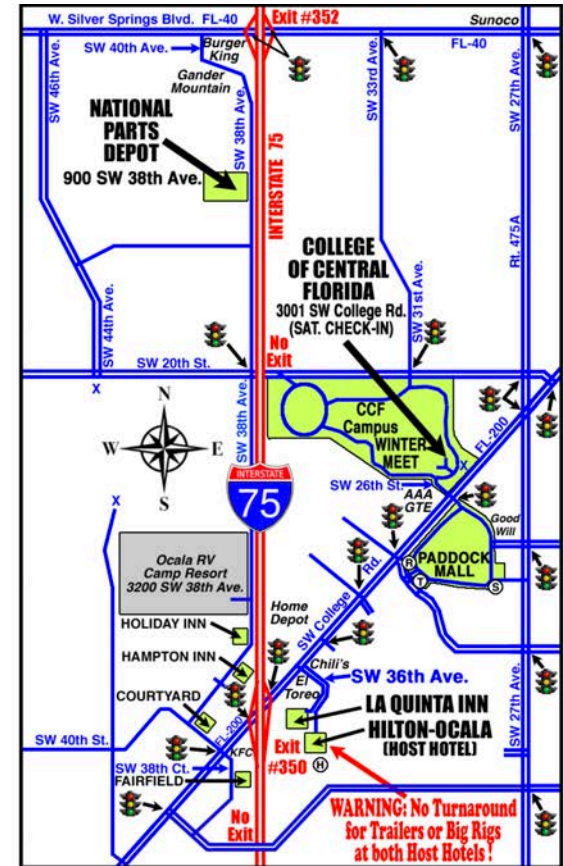 W. Silver Springs Blvd. FL-40
Exit #352
Sunoco
FL-40
SW 40th Ave.
Burger
King
Gander
Mountain
SW 46th Ave.
SW 38th Ave.
INTERSTATE 75
SW 33rd Ave.
SW 27th Ave.
NATIONAL
PARTS
DEPOT
900 SW 38th Ave.
Rt. 475A
COLLEGE
OF CENTRAL
FLORIDA
3001 SW College Rd.
(SAT. CHECK-IN)
SW 31st Ave.
SW 44th Ave.
No
Exit
SW 20th St.
X
N
W
E
S
SW 38th Ave.
CCF
Campus
WINTER
MEET
X
FL-200
INTERSTATE
75
SW 26th St.
AAA
GTE
Good
Will
X
PADDOCK
MALL
R
T
S
Ocala RV
Camp Resort
3200 SW 38th Ave.
SW College Rd.
Home
Depot
HOLIDAY INN
HAMPTON INN
COURTYARD
Chili's
El
Toreo
SW 36th Ave.
LA QUINTA INN
HILTON-OCALA
(HOST HOTEL)
H
SW 27th Ave.
SW 40th St.
FL-200
KFC
Exit
#350
SW 38th Ct.
FAIRFIELD
No
Exit
WARNING: No Turnaround
for Trailers or Big Rigs
at both Host Hotels !